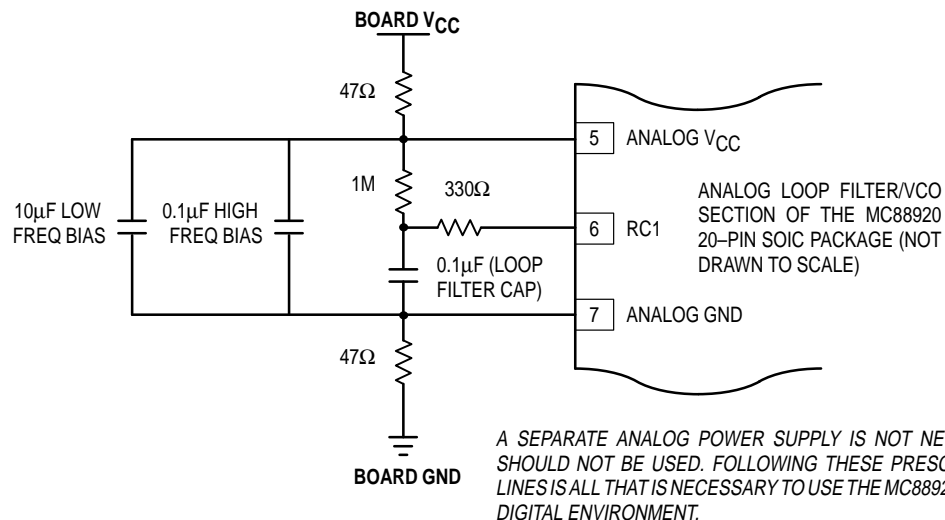 BOARD VCC
47Ω
5 ANALOG VCC
1M
330Ω
10µF LOW
FREQ BIAS
0.1µF HIGH
FREQ BIAS
6 RC1
ANALOG LOOP FILTER/VCO
SECTION OF THE MC88920
20–PIN SOIC PACKAGE (NOT
DRAWN TO SCALE)
0.1µF (LOOP
FILTER CAP)
7 ANALOG GND
47Ω
BOARD GND
A SEPARATE ANALOG POWER SUPPLY IS NOT
SHOULD NOT BE USED. FOLLOWING THESE
LINES IS ALL THAT IS NECESSARY TO USE THE
DIGITAL ENVIRONMENT.